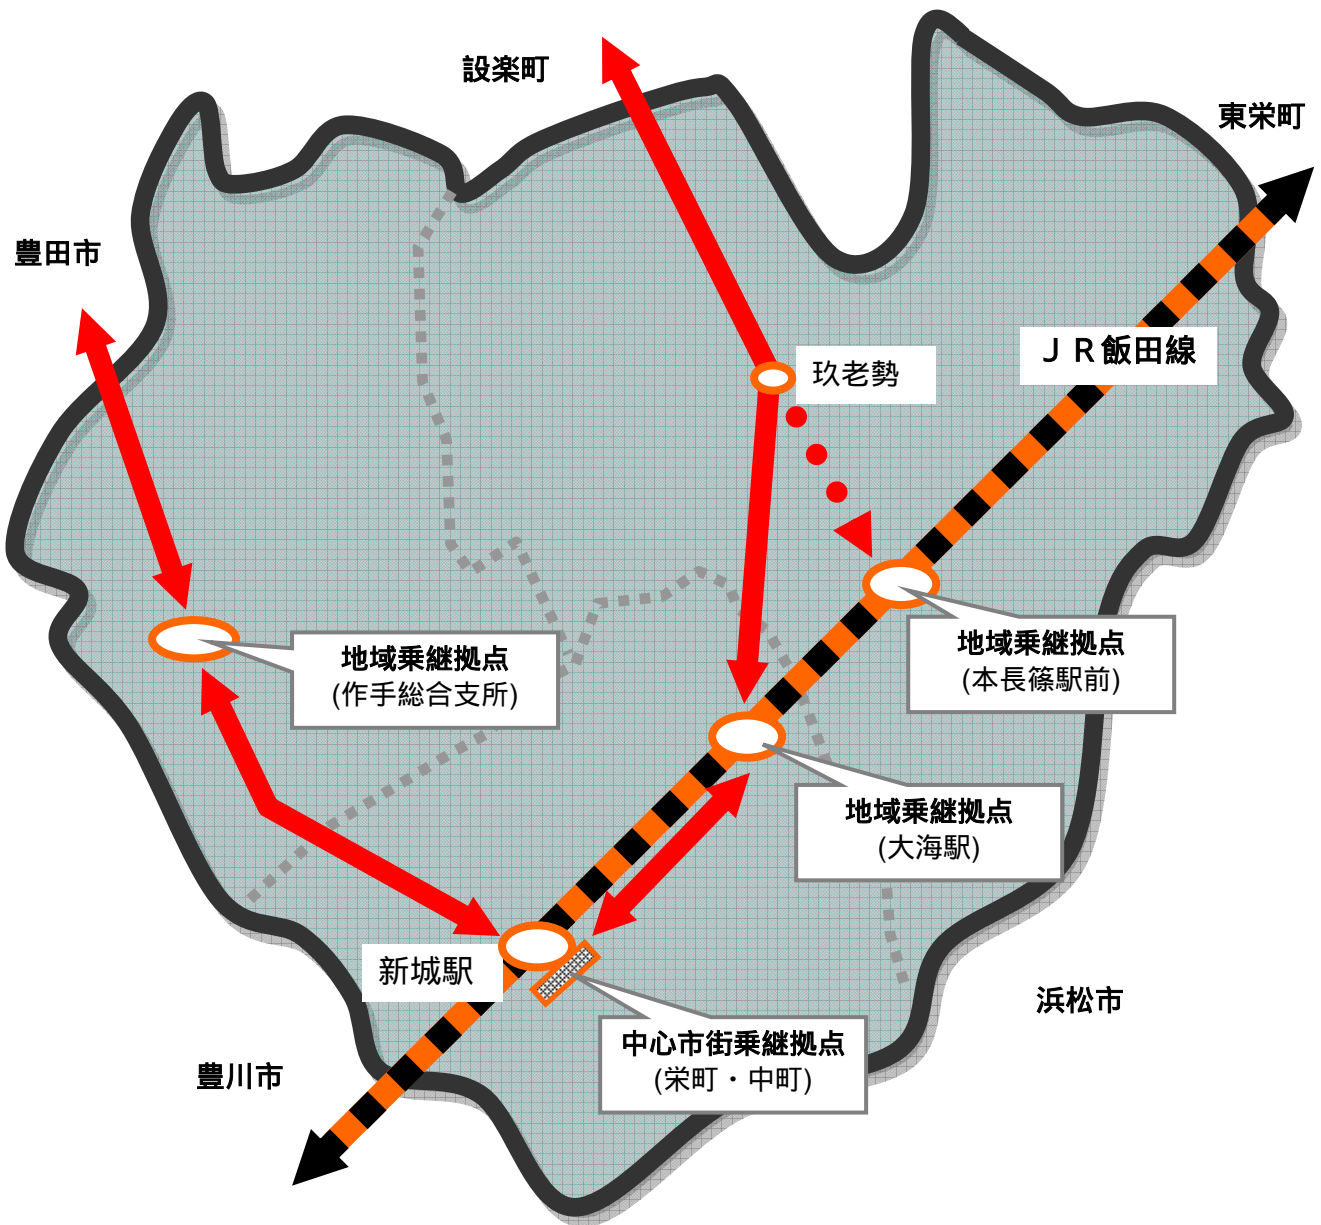 設楽町
東栄町
豊田市
ＪＲ飯田線
玖老勢
地域乗継拠点
(作手総合支所)
地域乗継拠点
(本長篠駅前)
地域乗継拠点
(大海駅)
新城駅
浜松市
中心市街乗継拠点
(栄町・中町)
豊川市